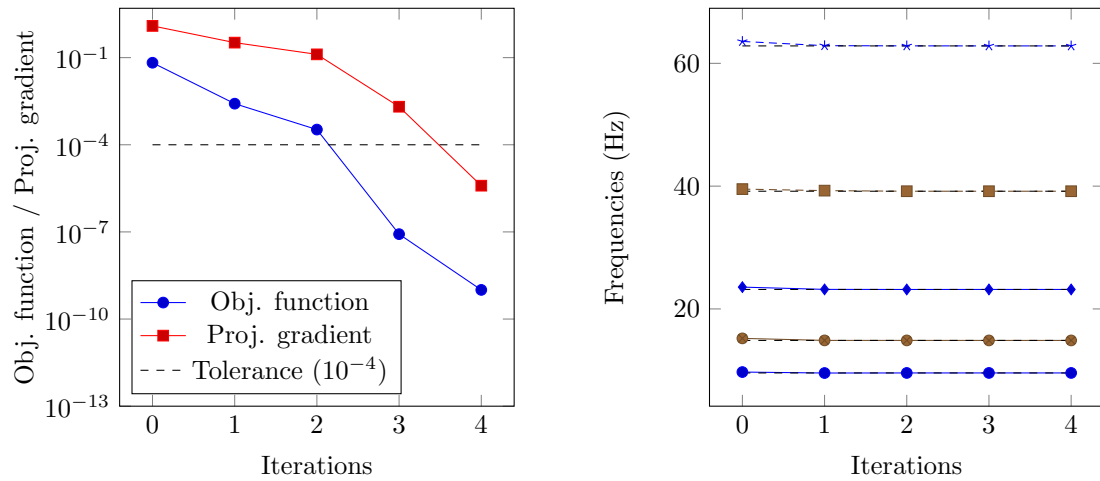 Obj. function / Proj. gradient
10⁻¹
10⁻⁴
10⁻⁷
10⁻¹⁰
10⁻¹³
Obj. function
Proj. gradient
Tolerance (10⁻⁴)
0 1 2 3 4
Iterations
Frequencies (Hz)
60
40
20
0 1 2 3 4
Iterations